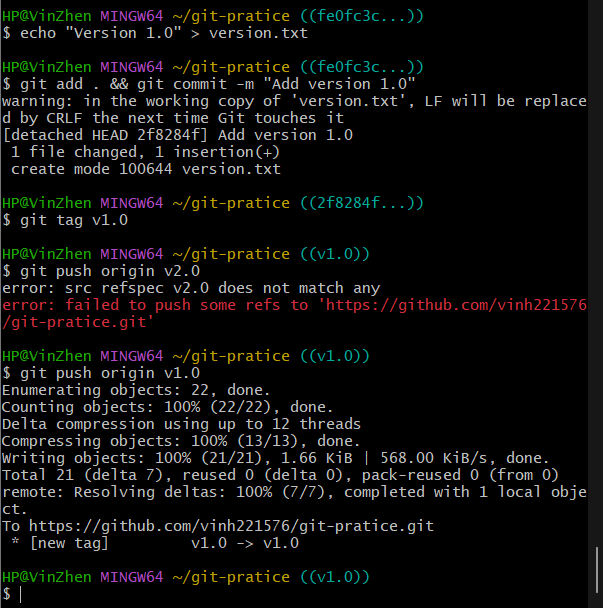 HP@VinZhen MINGW64 ~/git-pratice ((fe0fc3c...))
$ echo "Version 1.0" > version.txt
HP@VinZhen MINGW64 ~/git-pratice ((fe0fc3c...))
$ git add . && git commit -m "Add version 1.0"
warning: in the working copy of 'version.txt', LF will be replace
d by CRLF the next time Git touches it
[detached HEAD 2f8284f] Add version 1.0
 1 file changed, 1 insertion(+)
 create mode 100644 version.txt
HP@VinZhen MINGW64 ~/git-pratice ((2f8284f...))
$ git tag v1.0
HP@VinZhen MINGW64 ~/git-pratice ((v1.0))
$ git push origin v2.0
error: src refspec v2.0 does not match any
error: failed to push some refs to 'https://github.com/vinh221576
/git-pratice.git'
HP@VinZhen MINGW64 ~/git-pratice ((v1.0))
$ git push origin v1.0
Enumerating objects: 22, done.
Counting objects: 100% (22/22), done.
Delta compression using up to 12 threads
Compressing objects: 100% (13/13), done.
Writing objects: 100% (21/21), 1.66 KiB | 568.00 KiB/s, done.
Total 21 (delta 7), reused 0 (delta 0), pack-reused 0 (from 0)
remote: Resolving deltas: 100% (7/7), completed with 1 local obje
ct.
To https://github.com/vinh221576/git-pratice.git
 * [new tag]         v1.0 -> v1.0
HP@VinZhen MINGW64 ~/git-pratice ((v1.0))
$